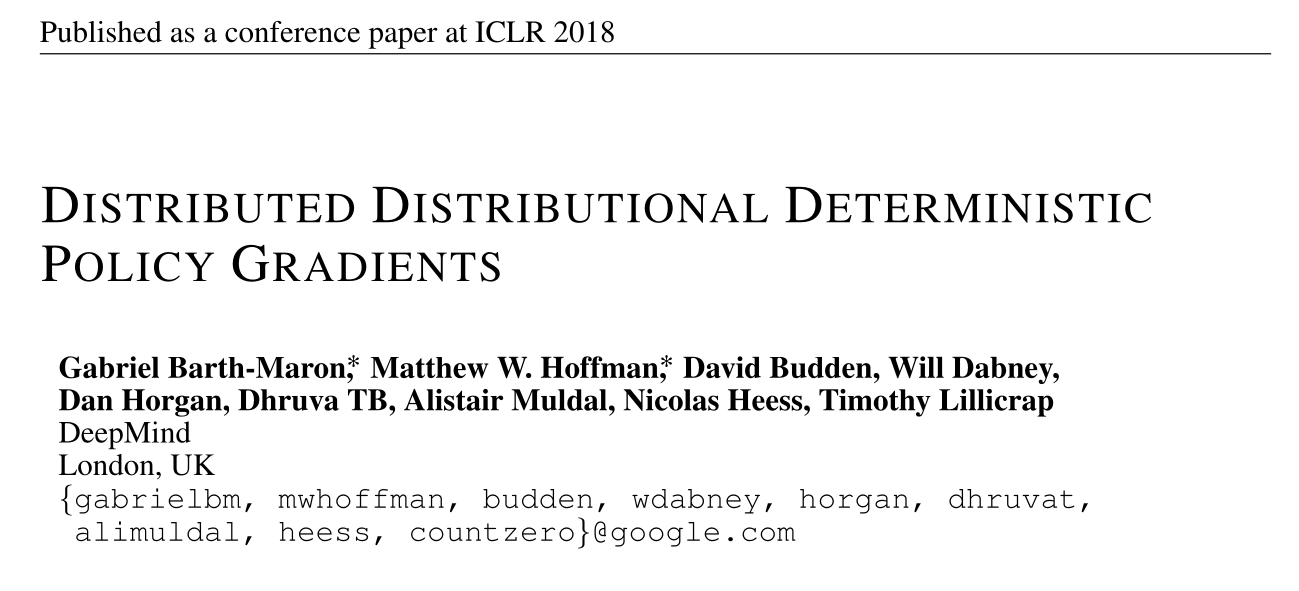 Published as a conference paper at ICLR 2018
DISTRIBUTED DISTRIBUTIONAL DETERMINISTIC
POLICY GRADIENTS
Gabriel Barth-Maron,* Matthew W. Hoffman,* David Budden, Will Dabney,
Dan Horgan, Dhruva TB, Alistair Muldal, Nicolas Heess, Timothy Lillicrap
DeepMind
London, UK
{gabrielbm, mwhoffman, budden, wdabney, horgan, dhruvat,
alimuldal, heess, countzero}@google.com